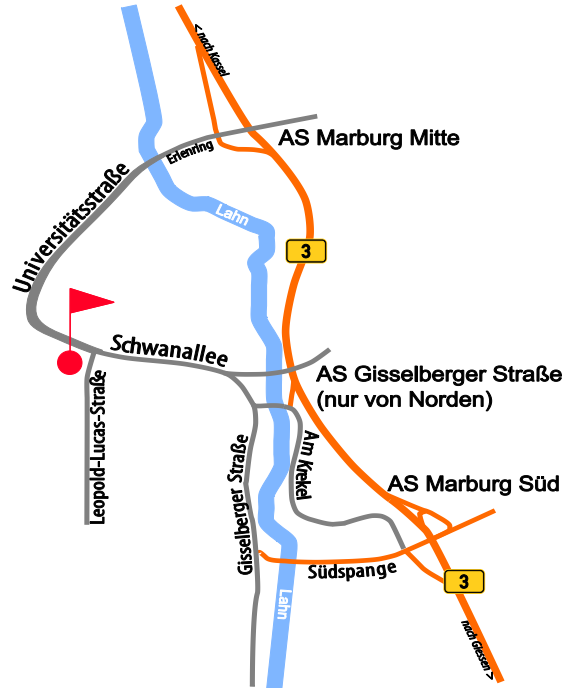 < nach Kassel
AS Marburg Mitte
Erlenring
Universitätsstraße
Lahn
3
Schwanallee
AS Gisselberger Straße
(nur von Norden)
Leopold-Lucas-Straße
Gisselberger Straße
Am Krekel
AS Marburg Süd
Südspange
3
Lahn
nach Giessen >